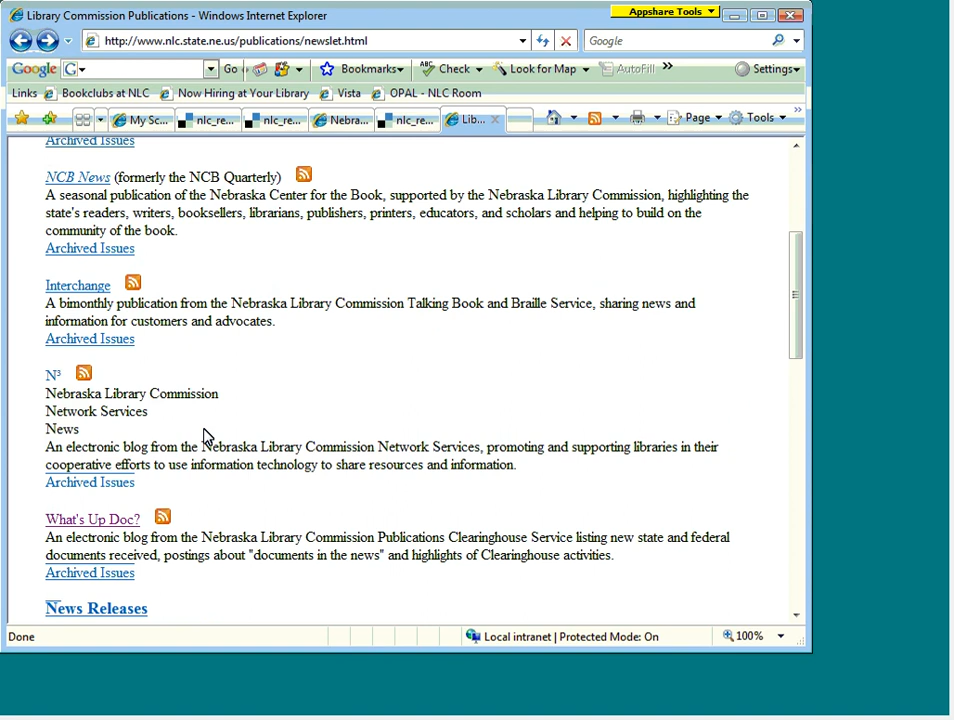 Library Commission Publications - Windows Internet Explorer
Appshare Tools
http://www.nlc.state.ne.us/publications/newslet.html
Google
Google
G
Go
Bookmarks
ABC
Check
Look for Map
AutoFill
»
Settings
Links
Bookclubs at NLC
Now Hiring at Your Library
Vista
OPAL - NLC Room
My Sc...
nlc_re...
nlc_re...
Nebra...
nlc_re...
Lib...
Page
Tools
»
Archived Issues
NCB News (formerly the NCB Quarterly)
A seasonal publication of the Nebraska Center for the Book, supported by the Nebraska Library Commission, highlighting the
state's readers, writers, booksellers, librarians, publishers, printers, educators, and scholars and helping to build on the
community of the book.
Archived Issues
Interchange
A bimonthly publication from the Nebraska Library Commission Talking Book and Braille Service, sharing news and
information for customers and advocates.
Archived Issues
N³
Nebraska Library Commission
Network Services
News
An electronic blog from the Nebraska Library Commission Network Services, promoting and supporting libraries in their
cooperative efforts to use information technology to share resources and information.
Archived Issues
What's Up Doc?
An electronic blog from the Nebraska Library Commission Publications Clearinghouse Service listing new state and federal
documents received, postings about "documents in the news" and highlights of Clearinghouse activities.
Archived Issues
News Releases
Done
Local intranet | Protected Mode: On
100%